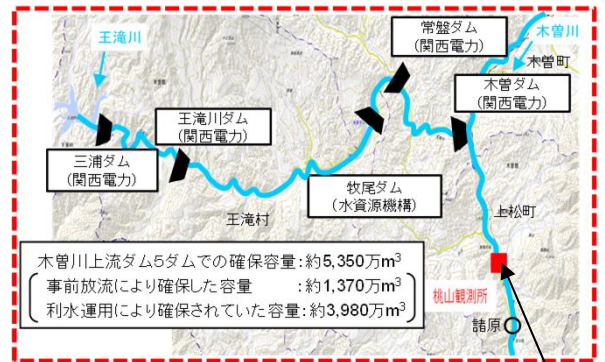 常盤ダム
(関西電力)
木曽川
木曽町
王滝川
木曽ダム
(関西電力)
王滝川ダム
(関西電力)
三浦ダム
(関西電力)
牧尾ダム
(水資源機構)
王滝村
上松町
木曽川上流ダム5ダムでの確保容量:約5,350万m³
事前放流により確保した容量 :約1,370万m³
利水運用により確保されていた容量:約3,980万m³
桃山観測所
諸原